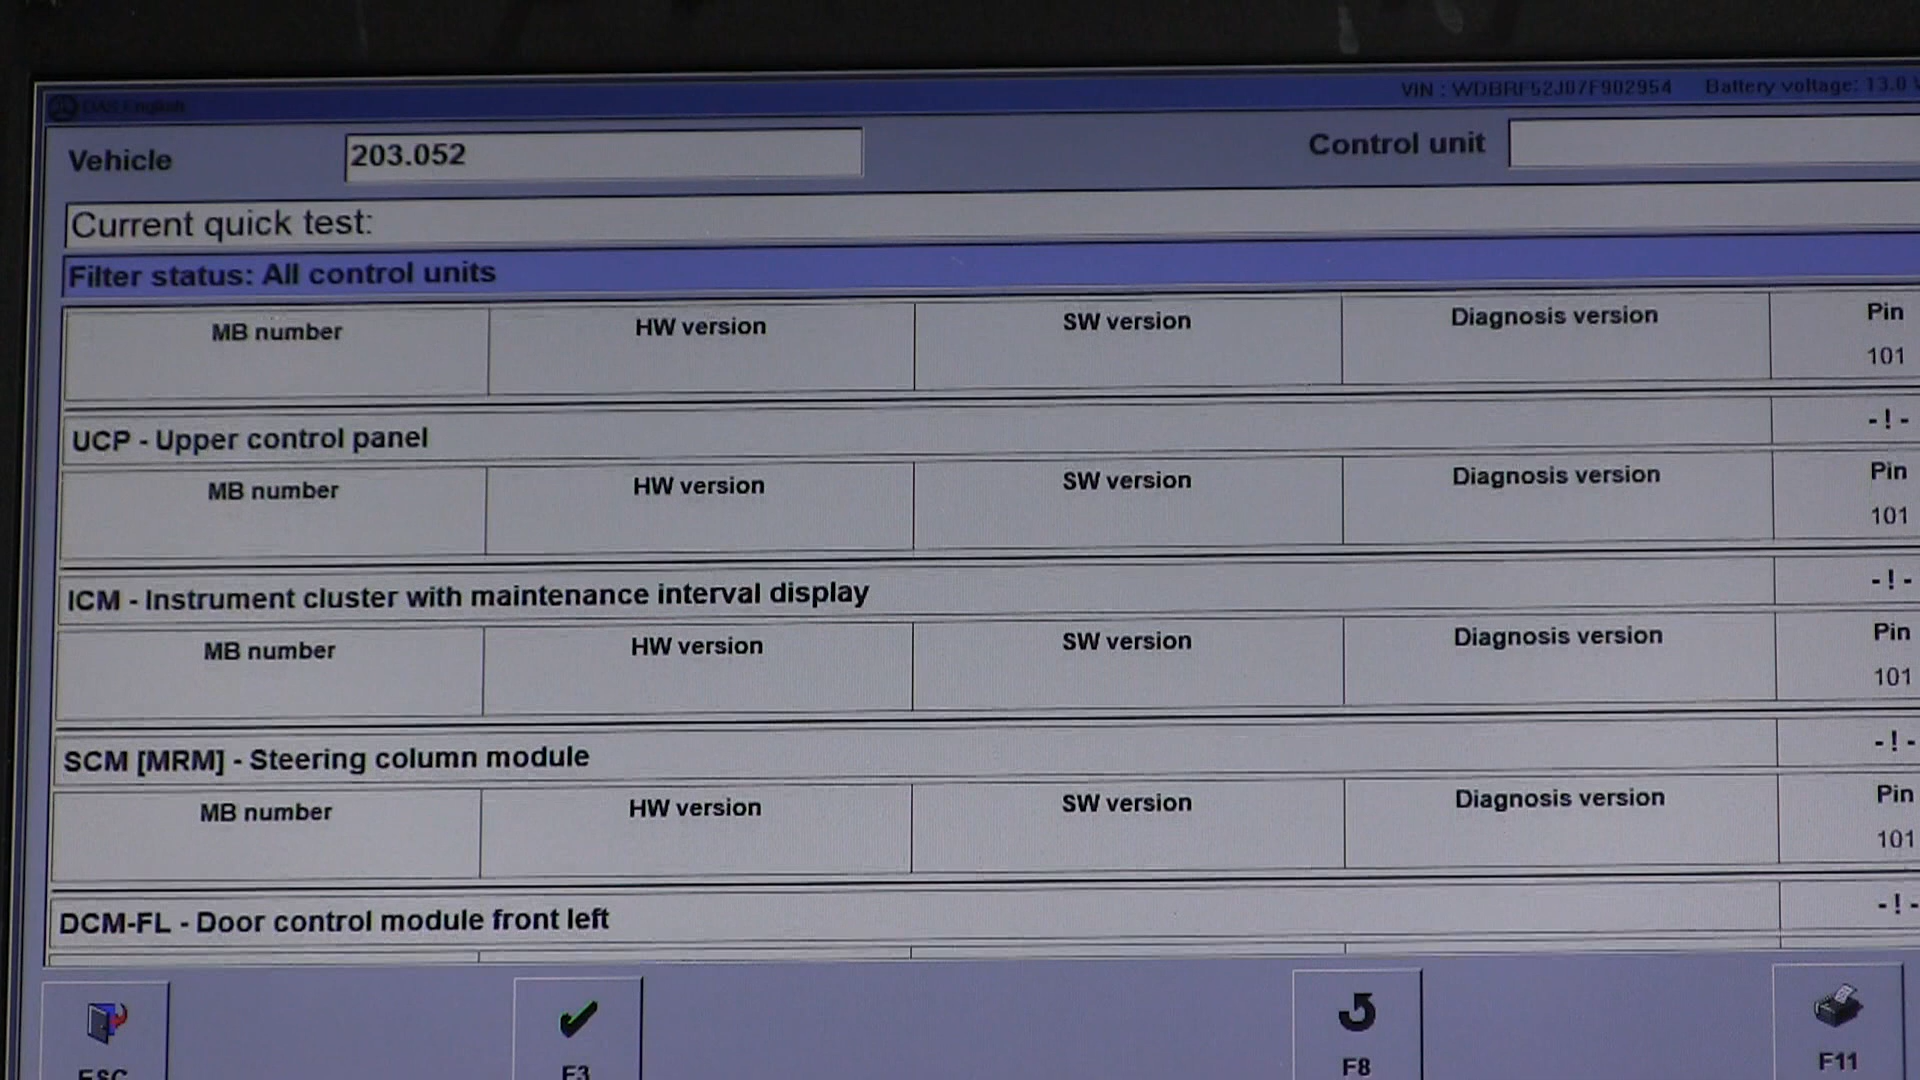 DAS English VIN : WDBRF52J07F902954 Battery voltage: 13.0 V
Vehicle 203.052 Control unit
Current quick test:
Filter status: All control units
MB number HW version SW version Diagnosis version Pin
101
UCP - Upper control panel -!-
MB number HW version SW version Diagnosis version Pin
101
ICM - Instrument cluster with maintenance interval display -!-
MB number HW version SW version Diagnosis version Pin
101
SCM [MRM] - Steering column module -!-
MB number HW version SW version Diagnosis version Pin
101
DCM-FL - Door control module front left -!-
ESC F3 F8 F11